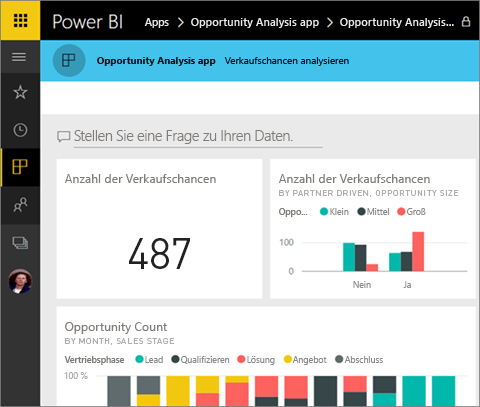 Power BI
Apps > Opportunity Analysis app > Opportunity Analysis...
Opportunity Analysis app Verkaufschancen analysieren
Stellen Sie eine Frage zu Ihren Daten.
Anzahl der Verkaufschancen
487
Anzahl der Verkaufschancen
BY PARTNER DRIVEN, OPPORTUNITY SIZE
Oppo... Klein Mittel Groß
100
0
Nein Ja
Opportunity Count
BY MONTH, SALES STAGE
Vertriebsphase Lead Qualifizieren Lösung Angebot Abschluss
100 %